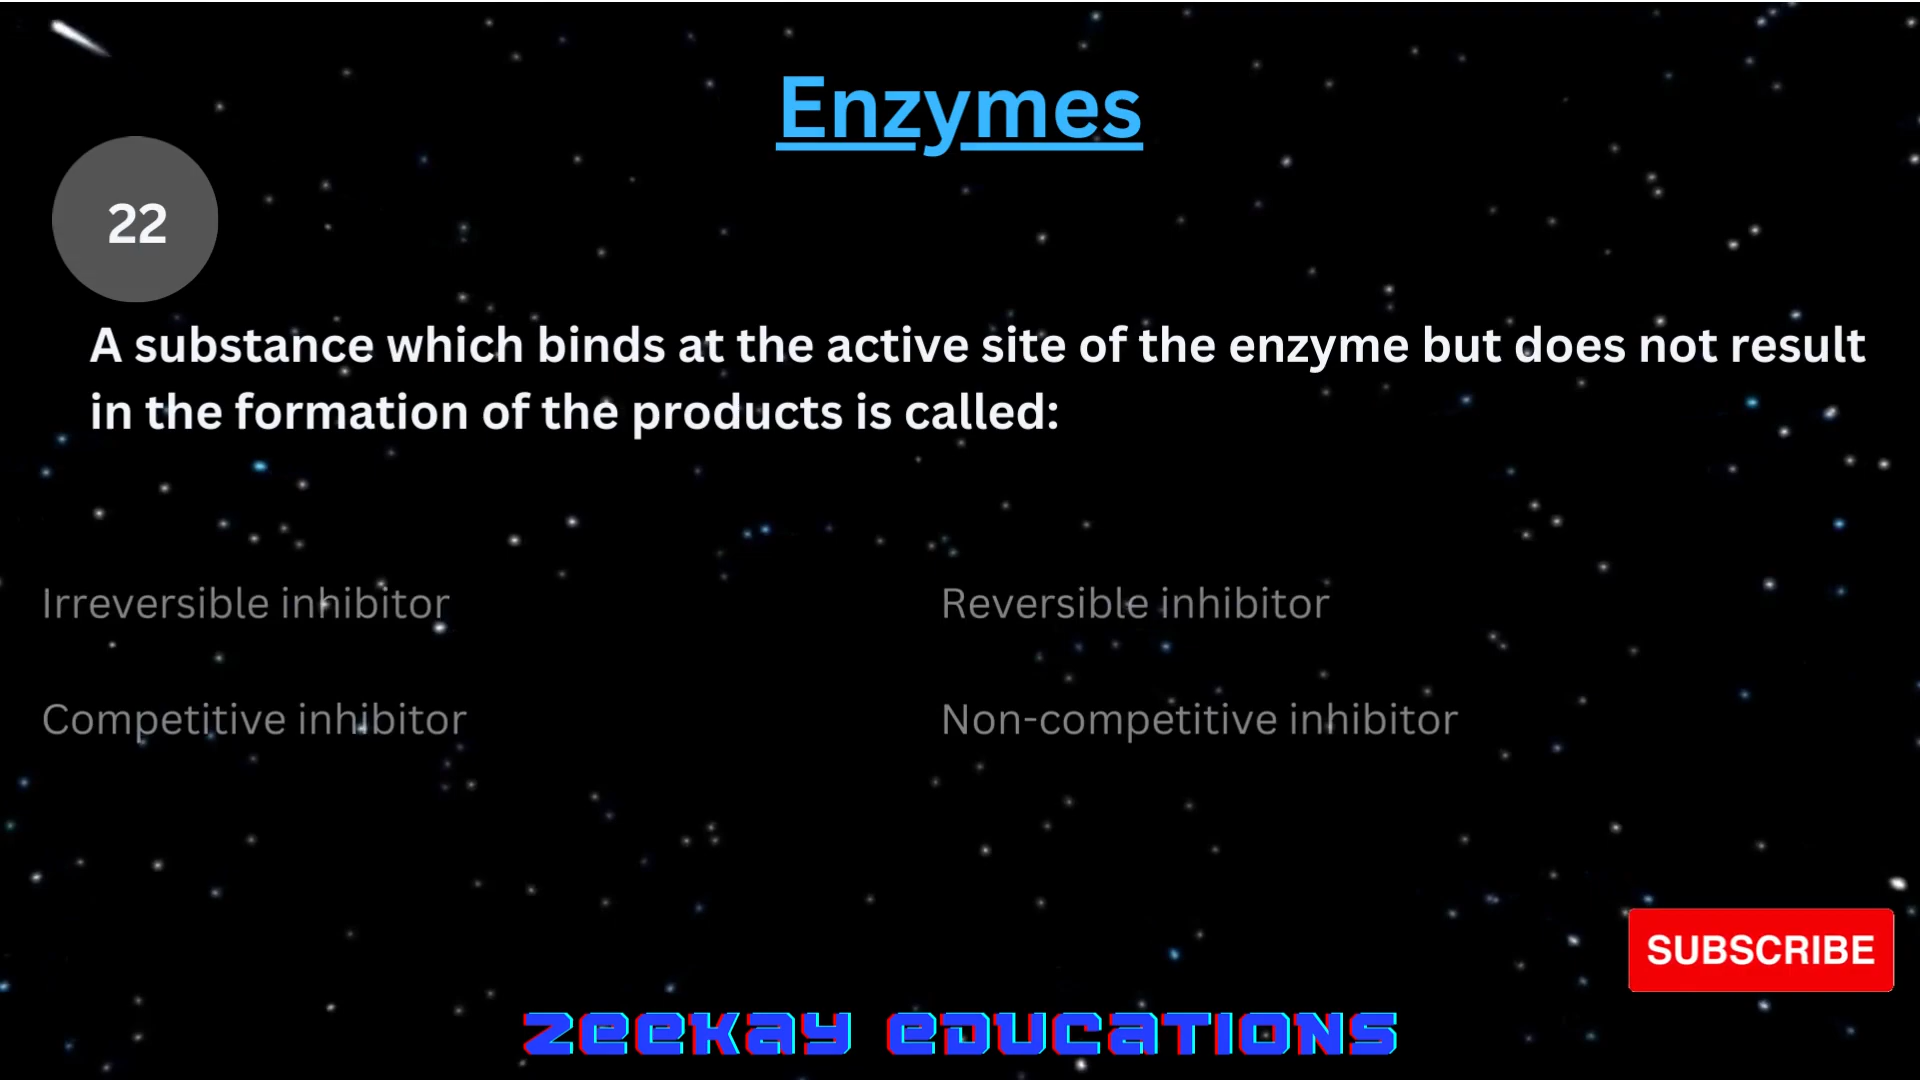 Enzymes
22
A substance which binds at the active site of the enzyme but does not result
in the formation of the products is called:
Irreversible inhibitor
Reversible inhibitor
Competitive inhibitor
Non-competitive inhibitor
SUBSCRIBE
ZEEKAY EDUCATIONS